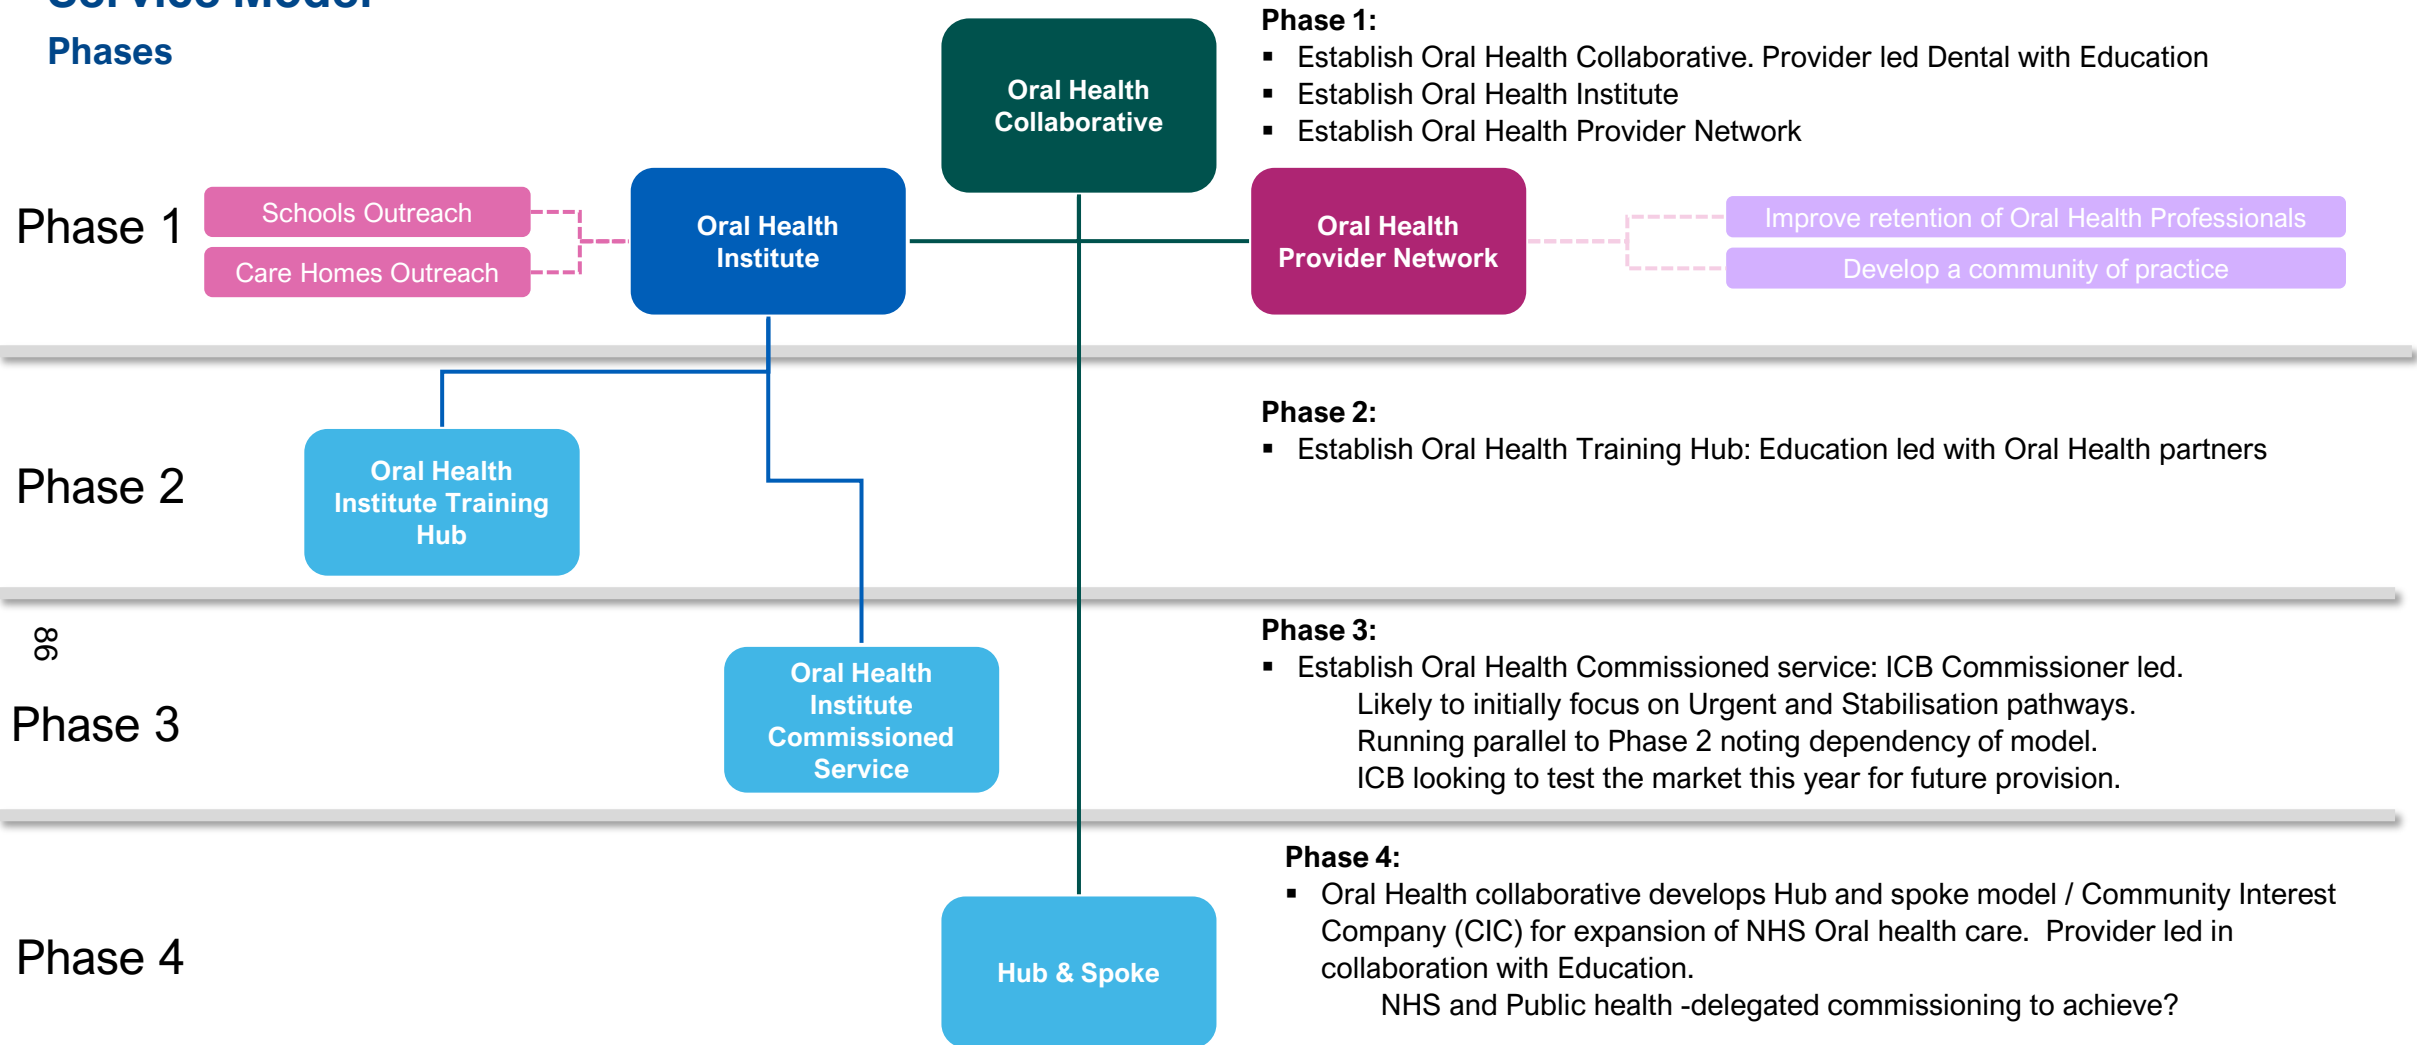 Service Model
Phases
Oral Health
Collaborative
Phase 1:
▪ Establish Oral Health Collaborative. Provider led Dental with Education
▪ Establish Oral Health Institute
▪ Establish Oral Health Provider Network
Phase 1
Schools Outreach
Care Homes Outreach
Oral Health
Institute
Oral Health
Provider Network
Improve retention of Oral Health Professionals
Develop a community of practice
Phase 2
Oral Health
Institute Training
Hub
Phase 2:
▪ Establish Oral Health Training Hub: Education led with Oral Health partners
86
Phase 3
Oral Health
Institute
Commissioned
Service
Phase 3:
▪ Establish Oral Health Commissioned service: ICB Commissioner led.
Likely to initially focus on Urgent and Stabilisation pathways.
Running parallel to Phase 2 noting dependency of model.
ICB looking to test the market this year for future provision.
Phase 4
Hub & Spoke
Phase 4:
▪ Oral Health collaborative develops Hub and spoke model / Community Interest
Company (CIC) for expansion of NHS Oral health care.  Provider led in
collaboration with Education.
NHS and Public health -delegated commissioning to achieve?